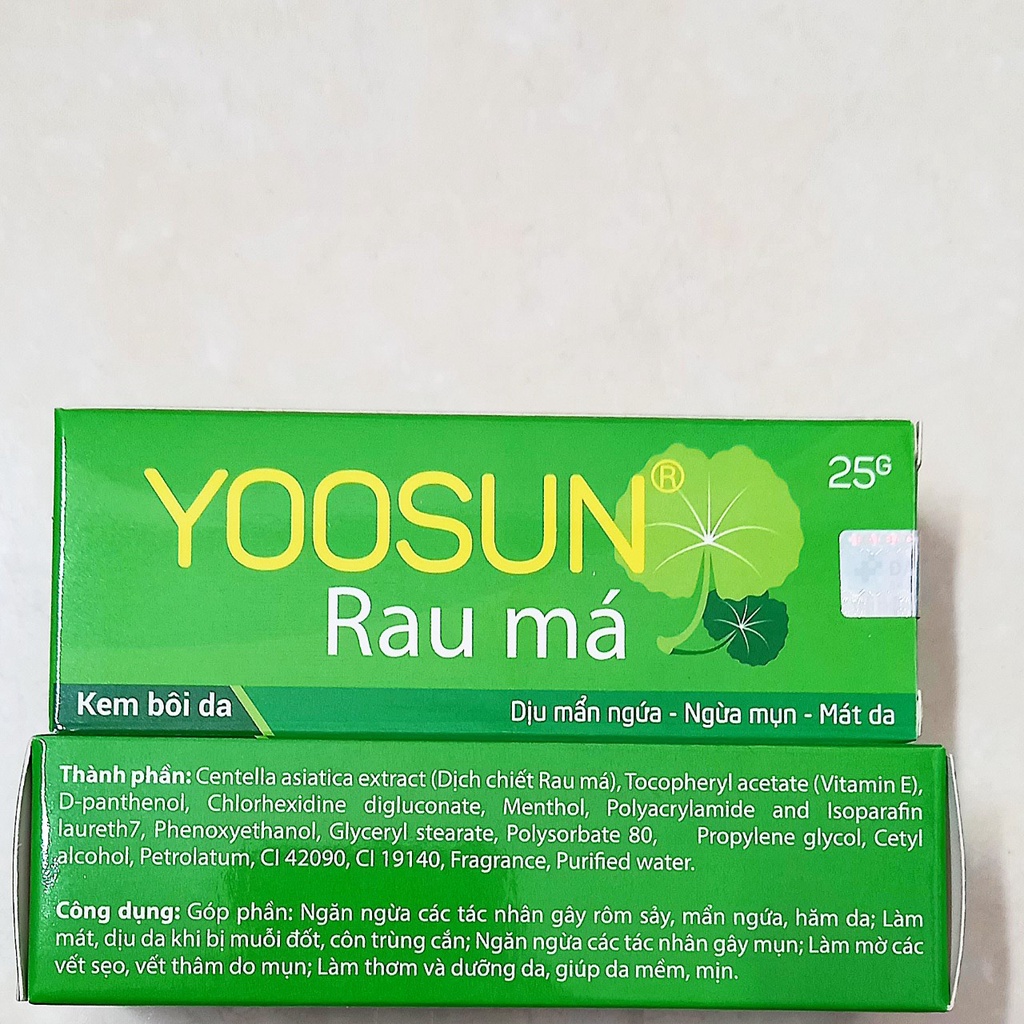 YOOSUN®
25G
Rau má
Kem bôi da
Dịu mẩn ngứa - Ngừa mụn - Mát da
Thành phần: Centella asiatica extract (Dịch chiết Rau má), Tocopheryl acetate (Vitamin E),
D-panthenol, Chlorhexidine digluconate, Menthol, Polyacrylamide and Isoparafin
laureth7, Phenoxyethanol, Glyceryl stearate, Polysorbate 80, Propylene glycol, Cetyl
alcohol, Petrolatum, CI 42090, CI 19140, Fragrance, Purified water.
Công dụng: Góp phần: Ngăn ngừa các tác nhân gây rôm sảy, mẩn ngứa, hăm da; Làm
mát, dịu da khi bị muỗi đốt, côn trùng cắn; Ngăn ngừa các tác nhân gây mụn; Làm mờ các
vết sẹo, vết thâm do mụn; Làm thơm và dưỡng da, giúp da mềm, mịn.